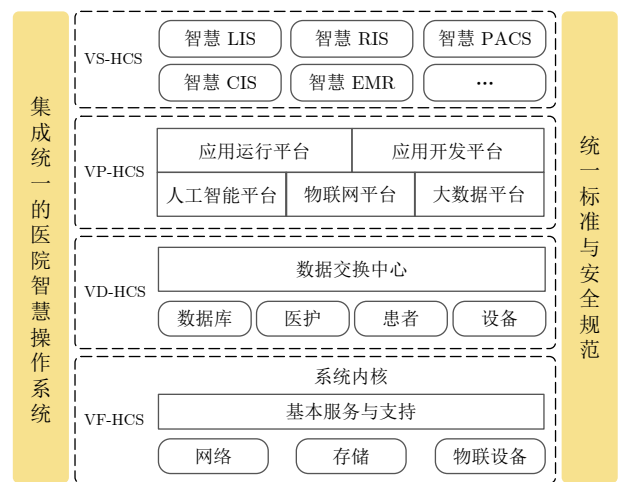 集成统一的医院智慧操作系统
VS-HCS
智慧 LIS
智慧 RIS
智慧 PACS
智慧 CIS
智慧 EMR
…
VP-HCS
应用运行平台
应用开发平台
人工智能平台
物联网平台
大数据平台
VD-HCS
数据交换中心
数据库
医护
患者
设备
VF-HCS
系统内核
基本服务与支持
网络
存储
物联设备
统一标准与安全规范